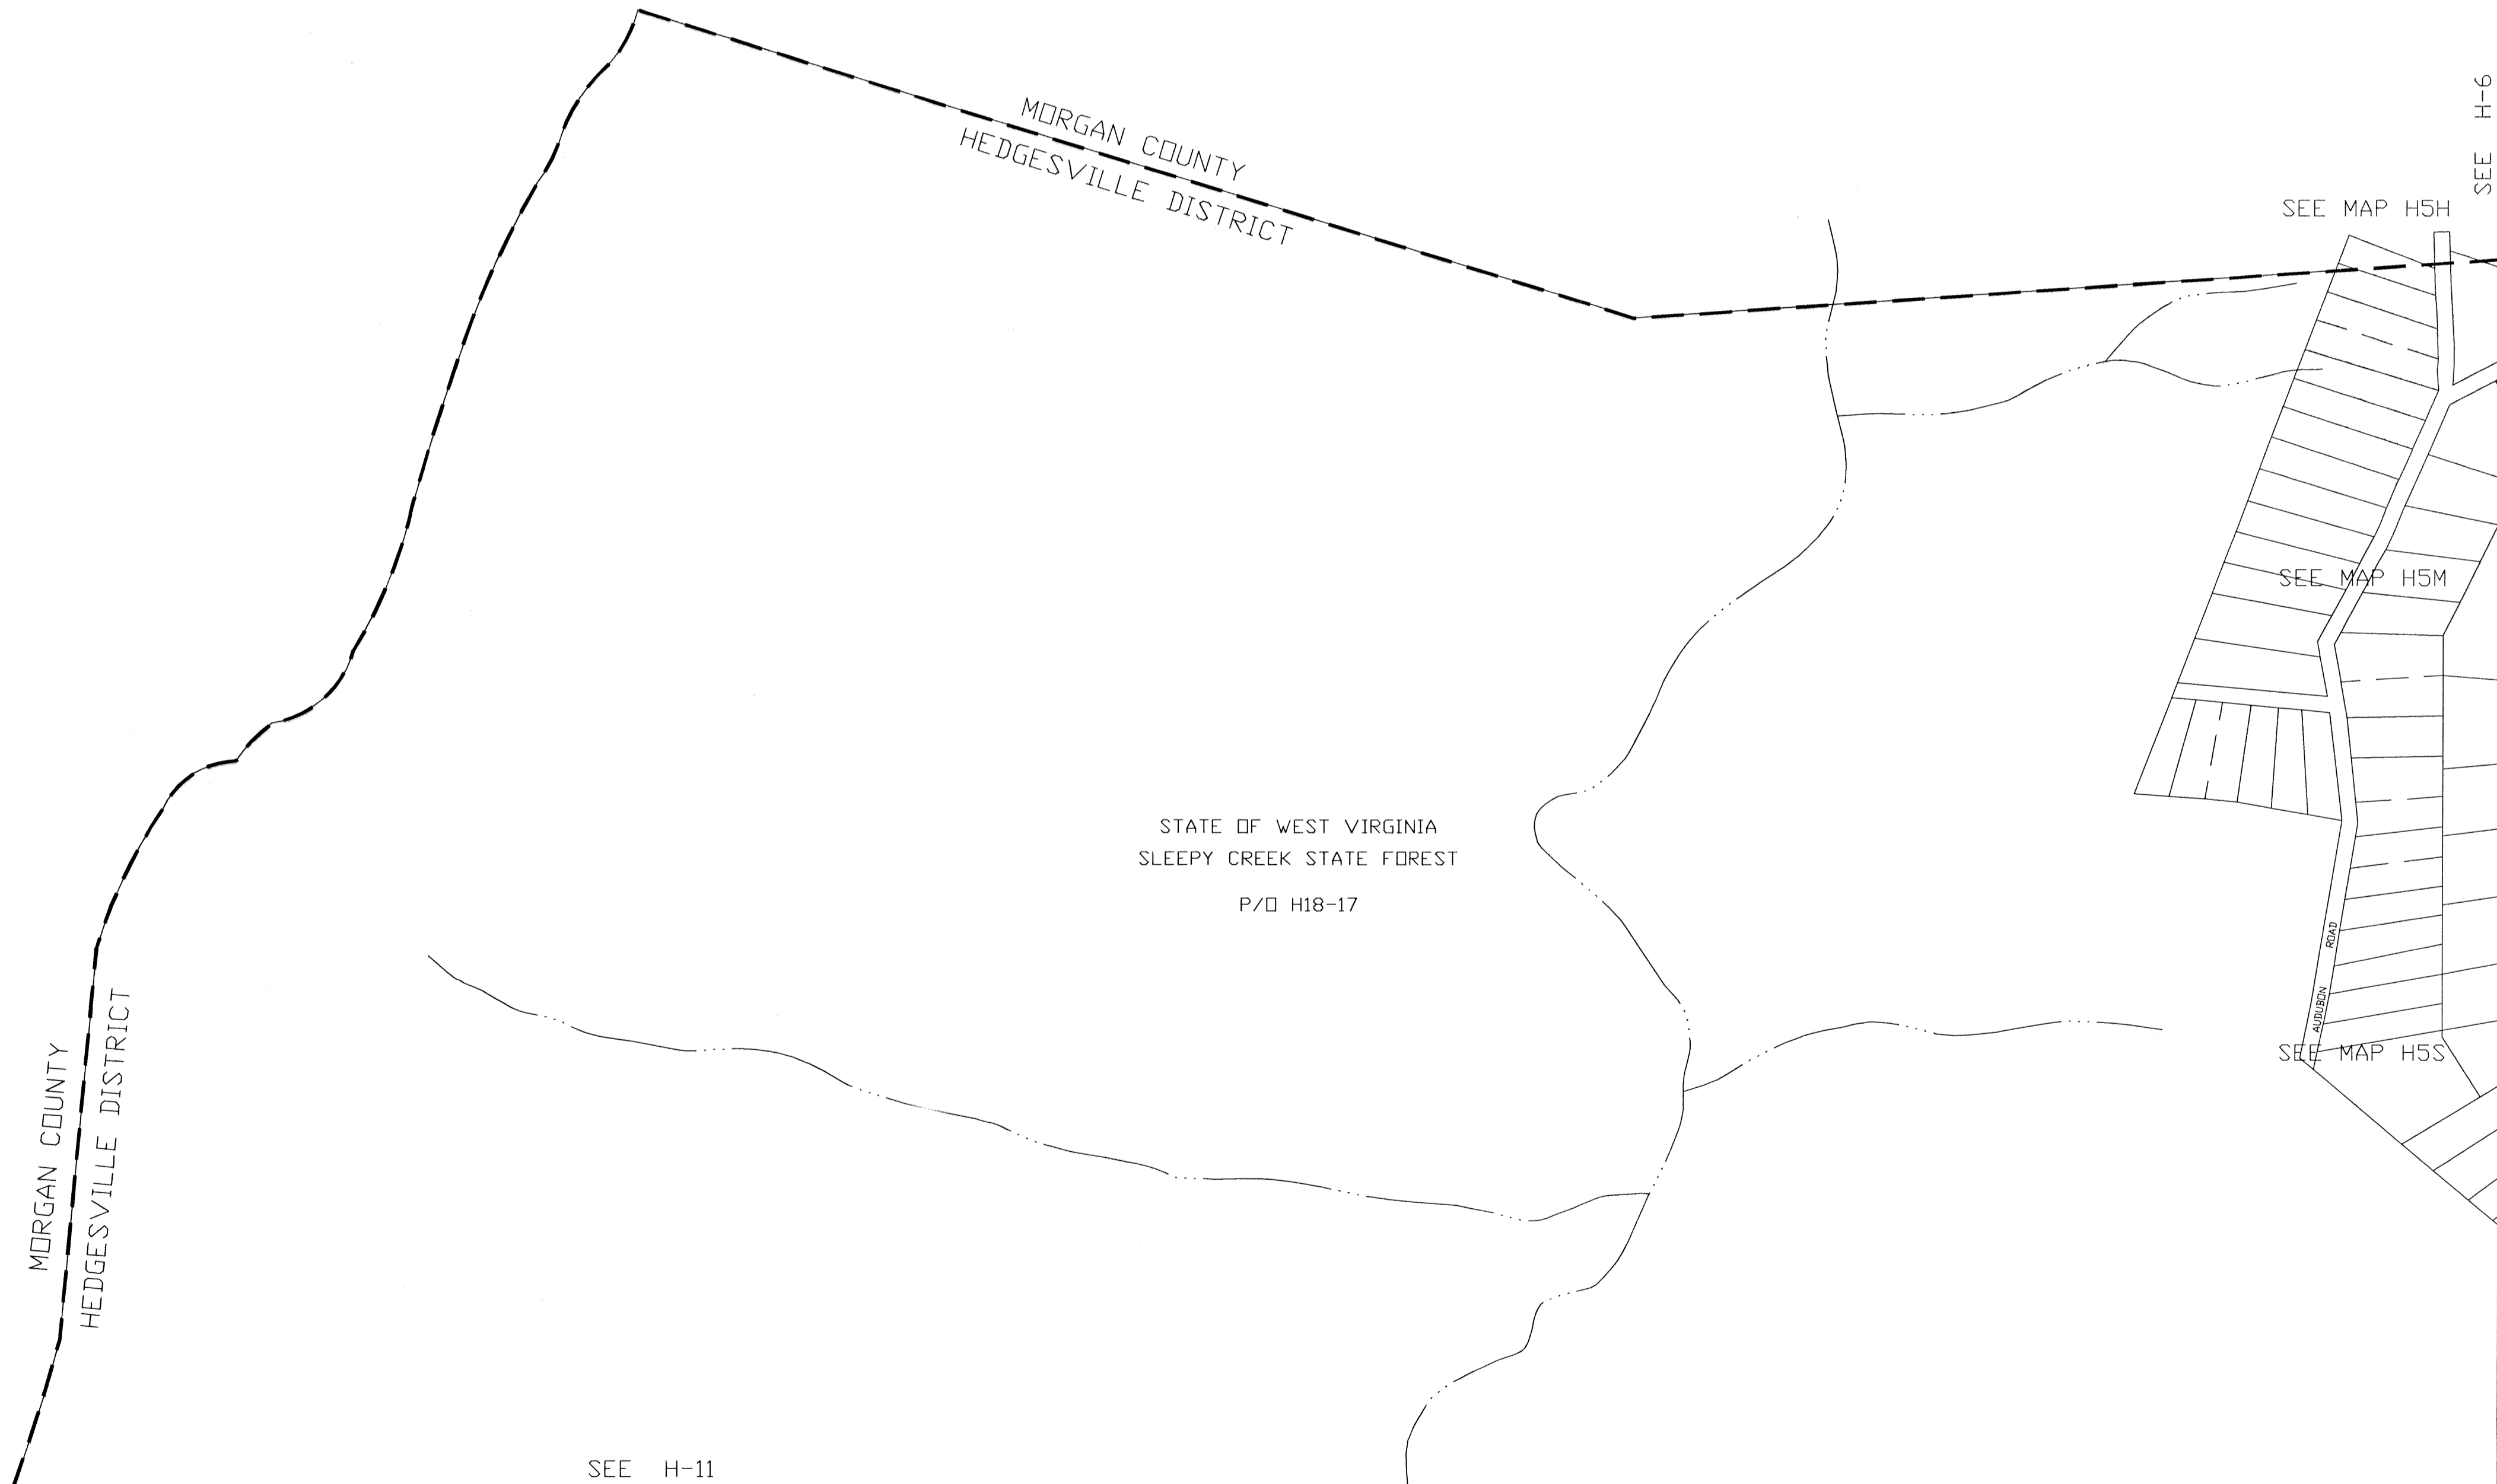 MORGAN COUNTY
HEDGESVILLE DISTRICT
SEE H-6
SEE MAP H5H
SEE MAP H5M
STATE OF WEST VIRGINIA
SLEEPY CREEK STATE FOREST
P/O H18-17
AUDUBON ROAD
SEE MAP H5S
MORGAN COUNTY
HEDGESVILLE DISTRICT
SEE H-11